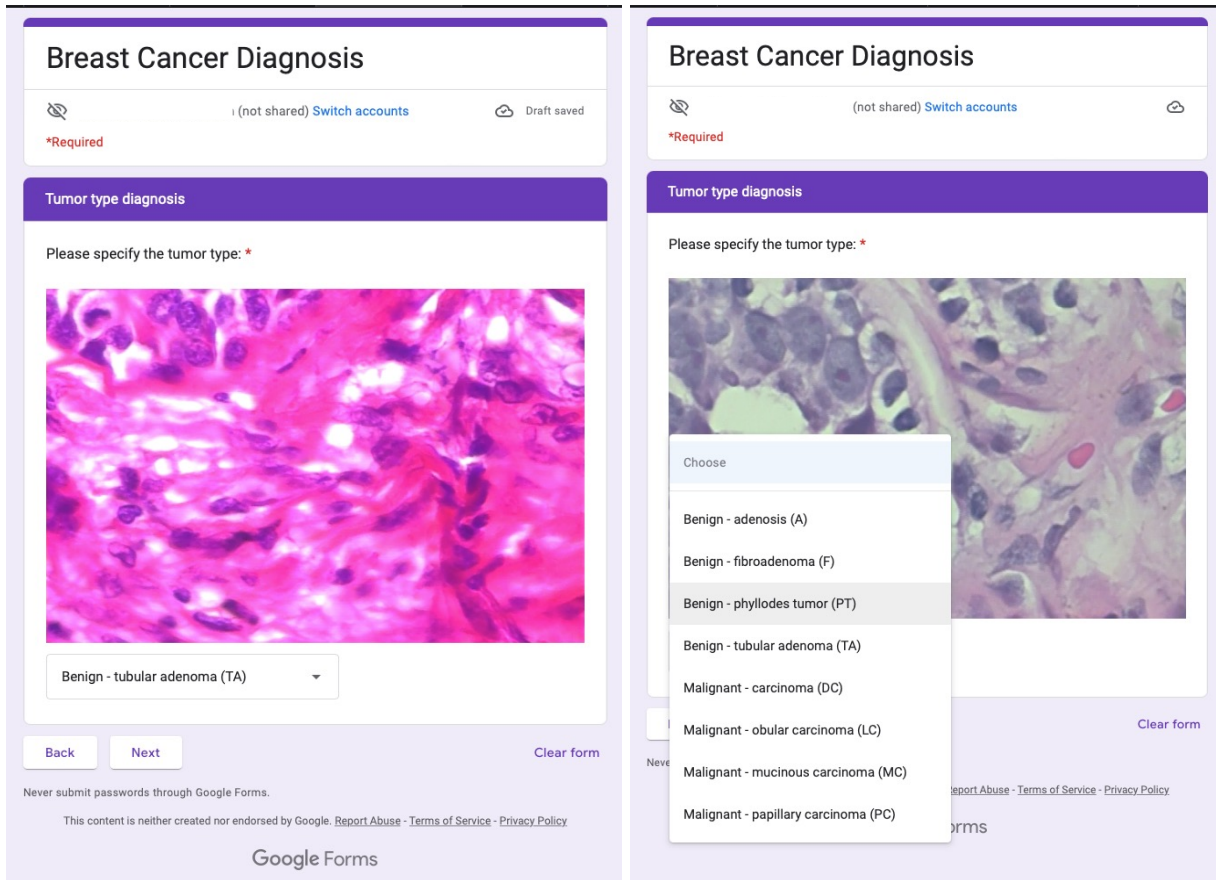 Breast Cancer Diagnosis
(not shared) Switch accounts
Draft saved
*Required
Tumor type diagnosis
Please specify the tumor type: *
Benign - tubular adenoma (TA)
Back
Next
Clear form
Never submit passwords through Google Forms.
This content is neither created nor endorsed by Google. Report Abuse - Terms of Service - Privacy Policy
Google Forms
Breast Cancer Diagnosis
(not shared) Switch accounts
*Required
Tumor type diagnosis
Please specify the tumor type: *
Choose
Benign - adenosis (A)
Benign - fibroadenoma (F)
Benign - phyllodes tumor (PT)
Benign - tubular adenoma (TA)
Malignant - carcinoma (DC)
Malignant - obular carcinoma (LC)
Malignant - mucinous carcinoma (MC)
Malignant - papillary carcinoma (PC)
Clear form
Report Abuse - Terms of Service - Privacy Policy